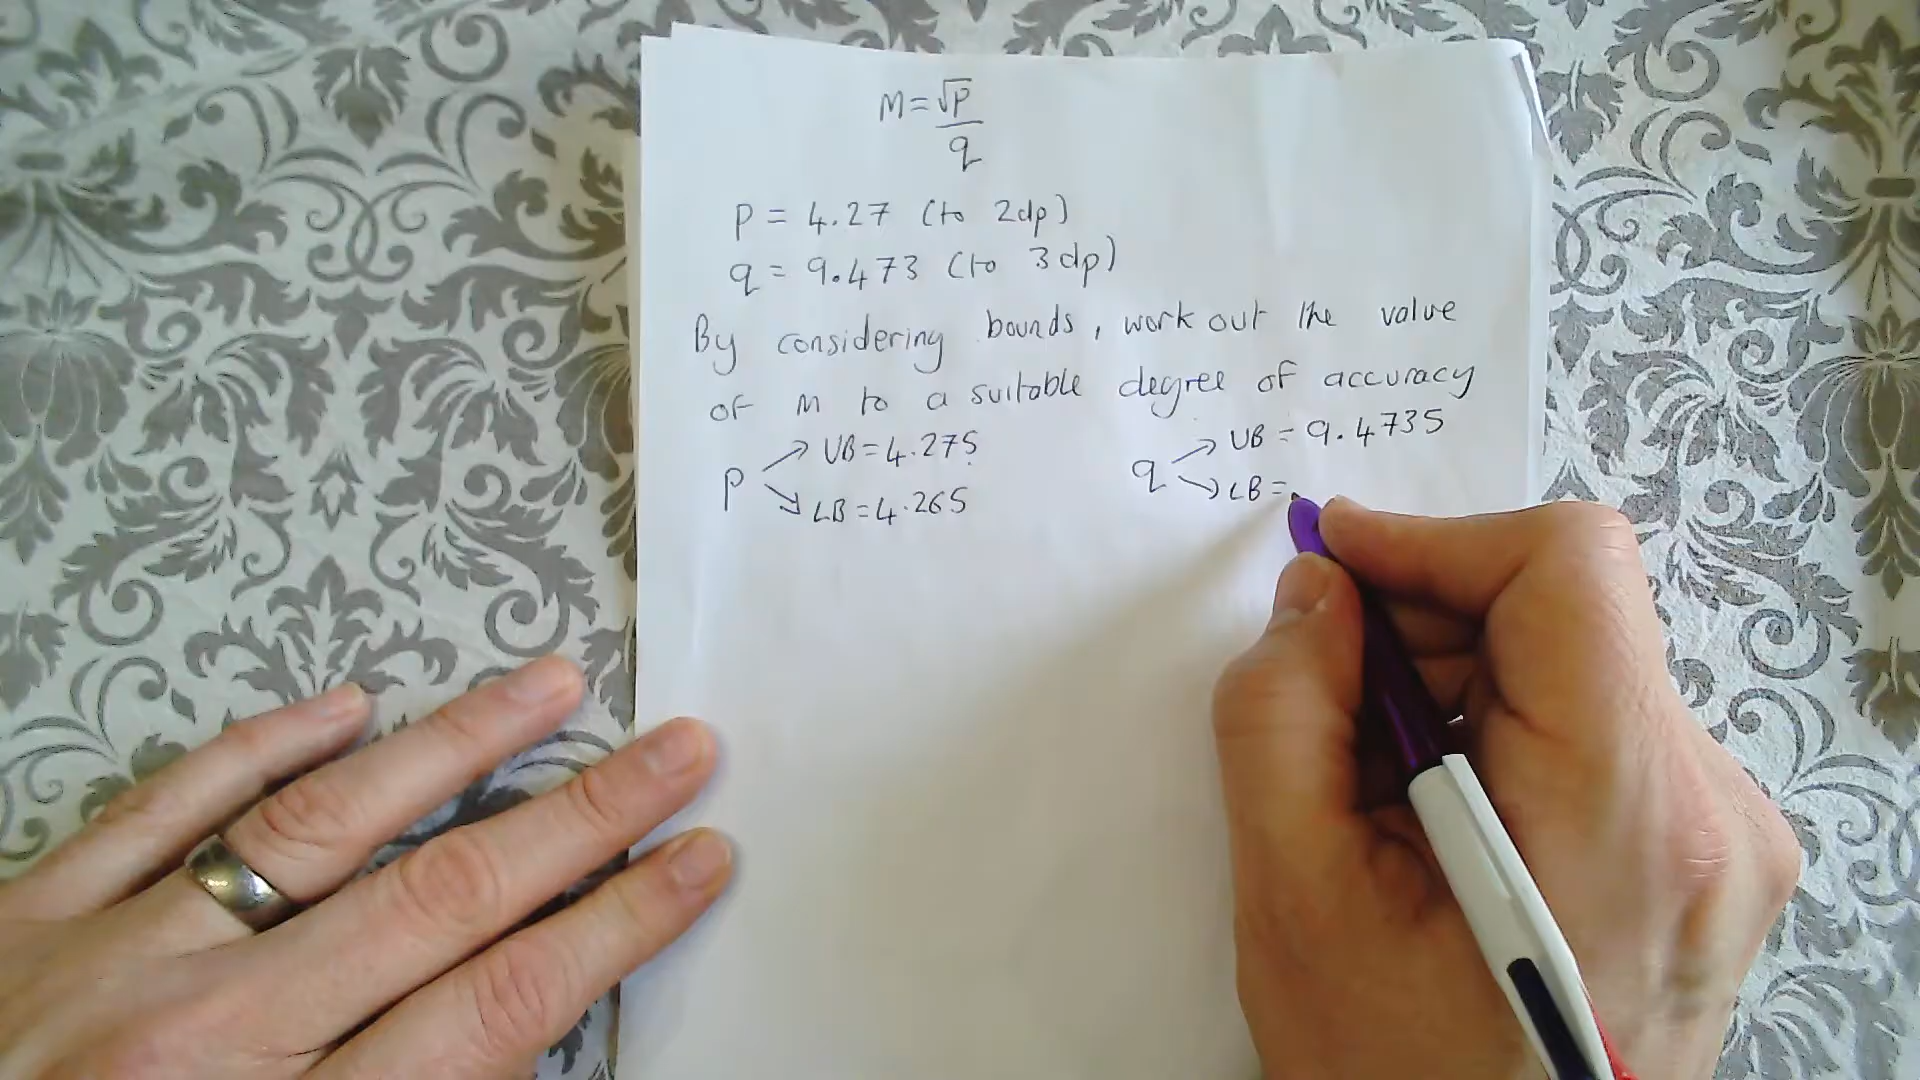 M = √p / q
p = 4.27 (to 2dp)
q = 9.473 (to 3dp)
By considering bounds, work out the value
of M to a suitable degree of accuracy
p → UB = 4.275
→ LB = 4.265
q → UB = 9.4735
→ LB =